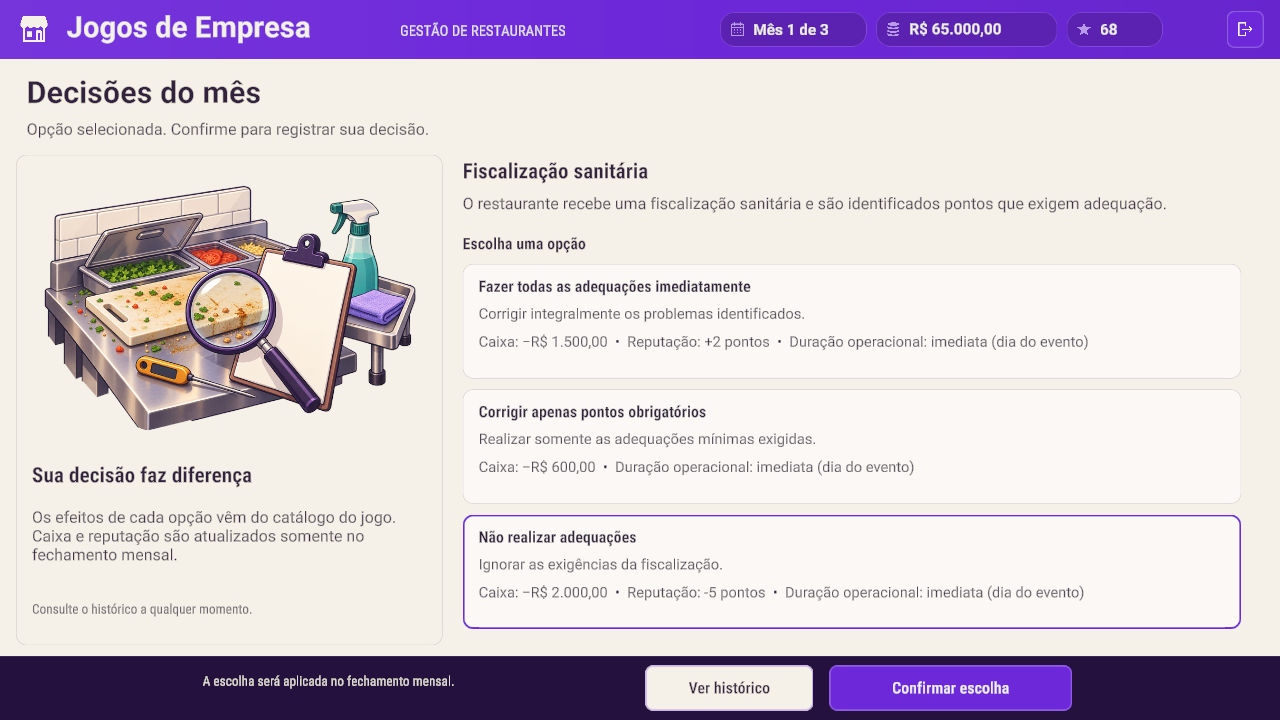 Jogos de Empresa
GESTÃO DE RESTAURANTES
Mês 1 de 3
R$ 65.000,00
68
Decisões do mês
Opção selecionada. Confirme para registrar sua decisão.
Sua decisão faz diferença
Os efeitos de cada opção vêm do catálogo do jogo.
Caixa e reputação são atualizados somente no
fechamento mensal.
Consulte o histórico a qualquer momento.
Fiscalização sanitária
O restaurante recebe uma fiscalização sanitária e são identificados pontos que exigem adequação.
Escolha uma opção
Fazer todas as adequações imediatamente
Corrigir integralmente os problemas identificados.
Caixa: −R$ 1.500,00 • Reputação: +2 pontos • Duração operacional: imediata (dia do evento)
Corrigir apenas pontos obrigatórios
Realizar somente as adequações mínimas exigidas.
Caixa: −R$ 600,00 • Duração operacional: imediata (dia do evento)
Não realizar adequações
Ignorar as exigências da fiscalização.
Caixa: −R$ 2.000,00 • Reputação: -5 pontos • Duração operacional: imediata (dia do evento)
A escolha será aplicada no fechamento mensal.
Ver histórico
Confirmar escolha